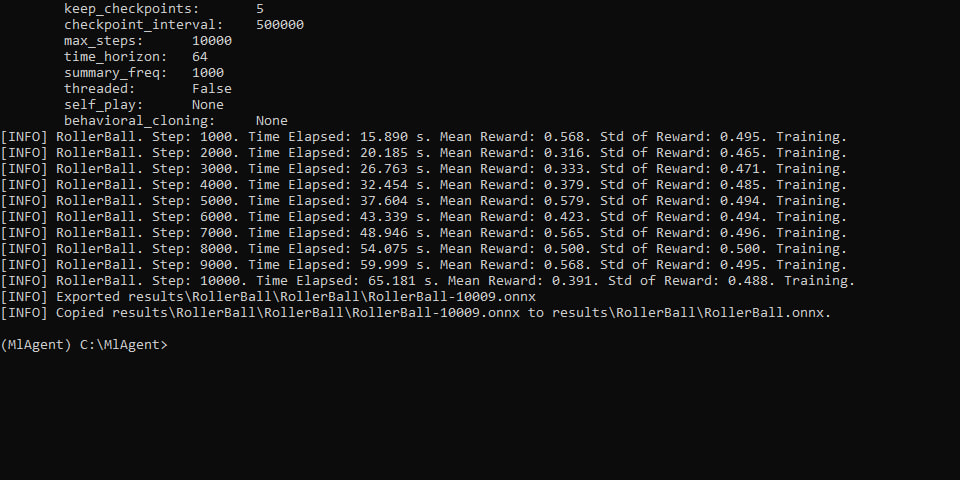 keep_checkpoints: 5
checkpoint_interval: 500000
max_steps: 10000
time_horizon: 64
summary_freq: 1000
threaded: False
self_play: None
behavioral_cloning: None
[INFO] RollerBall. Step: 1000. Time Elapsed: 15.890 s. Mean Reward: 0.568. Std of Reward: 0.495. Training.
[INFO] RollerBall. Step: 2000. Time Elapsed: 20.185 s. Mean Reward: 0.316. Std of Reward: 0.465. Training.
[INFO] RollerBall. Step: 3000. Time Elapsed: 26.763 s. Mean Reward: 0.333. Std of Reward: 0.471. Training.
[INFO] RollerBall. Step: 4000. Time Elapsed: 32.454 s. Mean Reward: 0.379. Std of Reward: 0.485. Training.
[INFO] RollerBall. Step: 5000. Time Elapsed: 37.604 s. Mean Reward: 0.579. Std of Reward: 0.494. Training.
[INFO] RollerBall. Step: 6000. Time Elapsed: 43.339 s. Mean Reward: 0.423. Std of Reward: 0.494. Training.
[INFO] RollerBall. Step: 7000. Time Elapsed: 48.946 s. Mean Reward: 0.565. Std of Reward: 0.496. Training.
[INFO] RollerBall. Step: 8000. Time Elapsed: 54.075 s. Mean Reward: 0.500. Std of Reward: 0.500. Training.
[INFO] RollerBall. Step: 9000. Time Elapsed: 59.999 s. Mean Reward: 0.568. Std of Reward: 0.495. Training.
[INFO] RollerBall. Step: 10000. Time Elapsed: 65.181 s. Mean Reward: 0.391. Std of Reward: 0.488. Training.
[INFO] Exported results\RollerBall\RollerBall\RollerBall-10009.onnx
[INFO] Copied results\RollerBall\RollerBall\RollerBall-10009.onnx to results\RollerBall\RollerBall.onnx.
(MlAgent) C:\MlAgent>